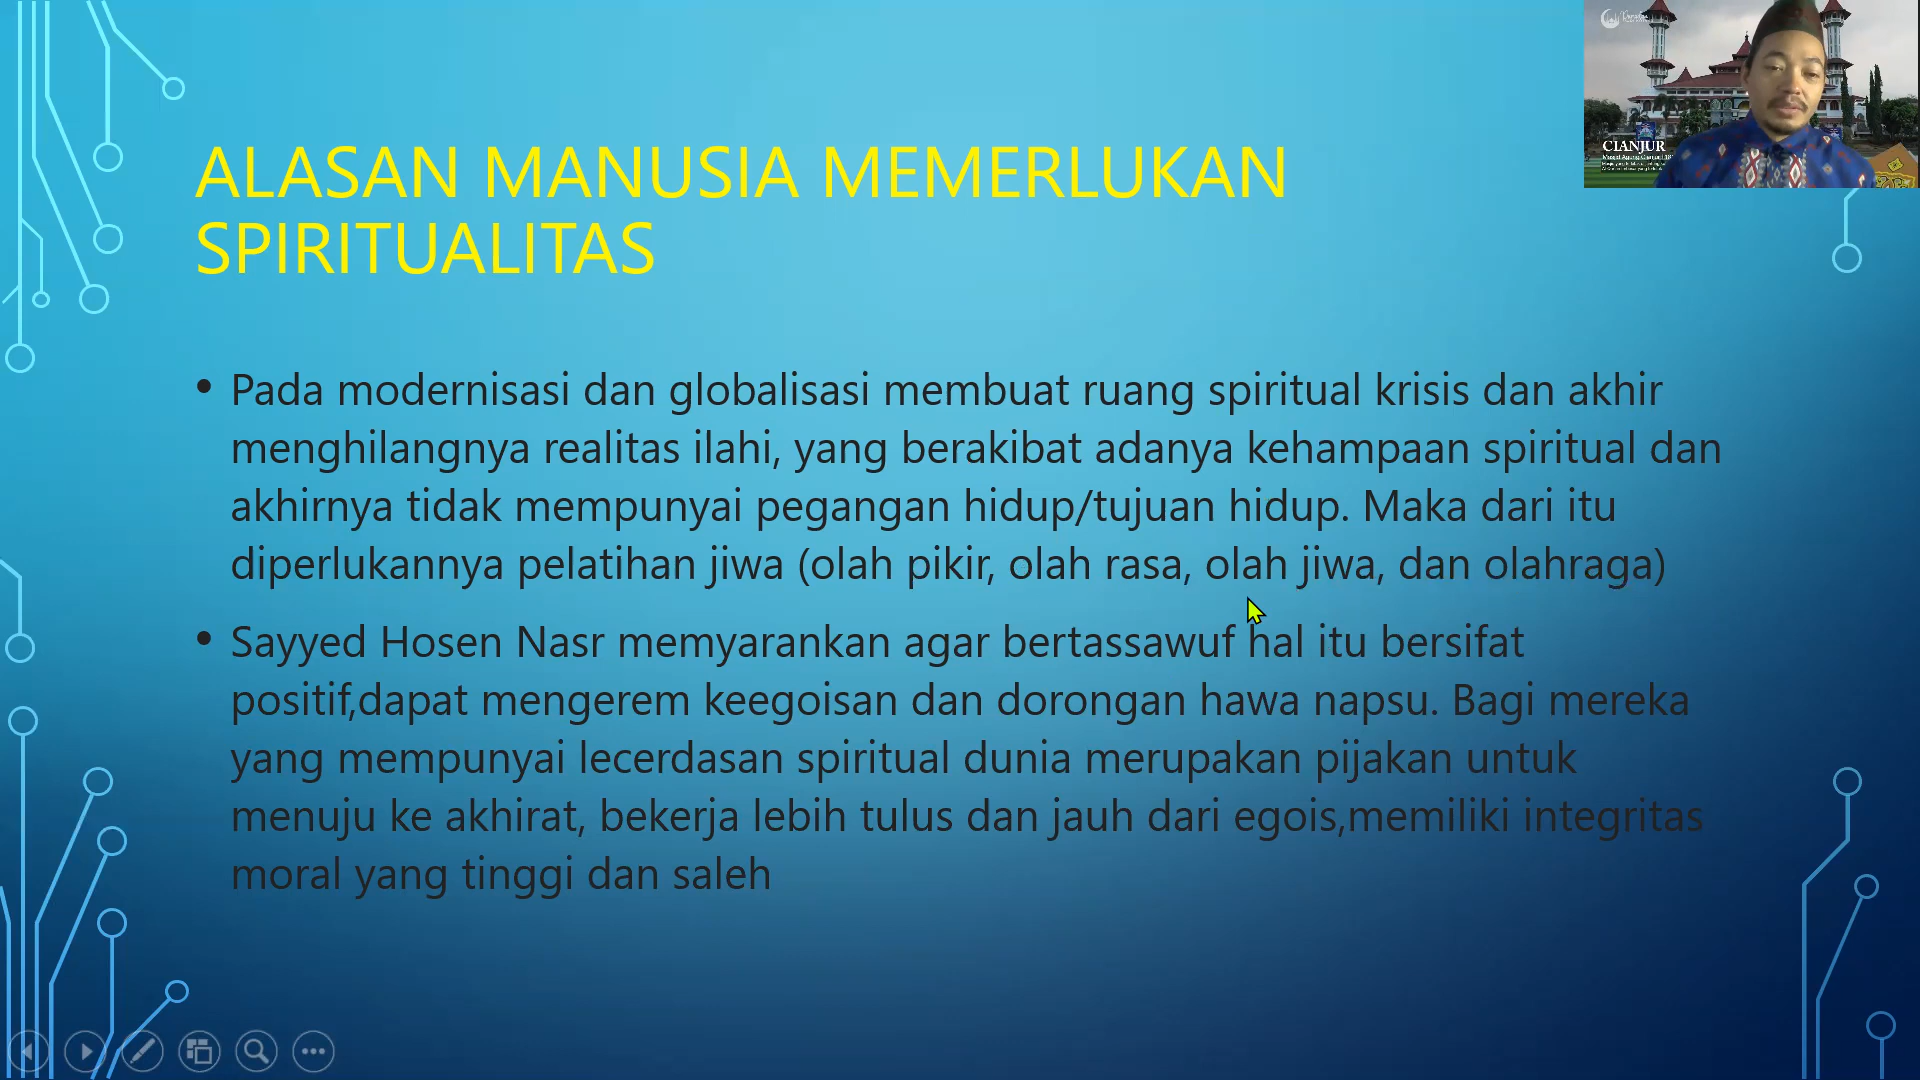 ALASAN MANUSIA MEMERLUKAN
SPIRITUALITAS
CIANJUR
• Pada modernisasi dan globalisasi membuat ruang spiritual krisis dan akhir
menghilangnya realitas ilahi, yang berakibat adanya kehampaan spiritual dan
akhirnya tidak mempunyai pegangan hidup/tujuan hidup. Maka dari itu
diperlukannya pelatihan jiwa (olah pikir, olah rasa, olah jiwa, dan olahraga)
• Sayyed Hosen Nasr memyarankan agar bertassawuf hal itu bersifat
positif,dapat mengerem keegoisan dan dorongan hawa napsu. Bagi mereka
yang mempunyai lecerdasan spiritual dunia merupakan pijakan untuk
menuju ke akhirat, bekerja lebih tulus dan jauh dari egois,memiliki integritas
moral yang tinggi dan saleh